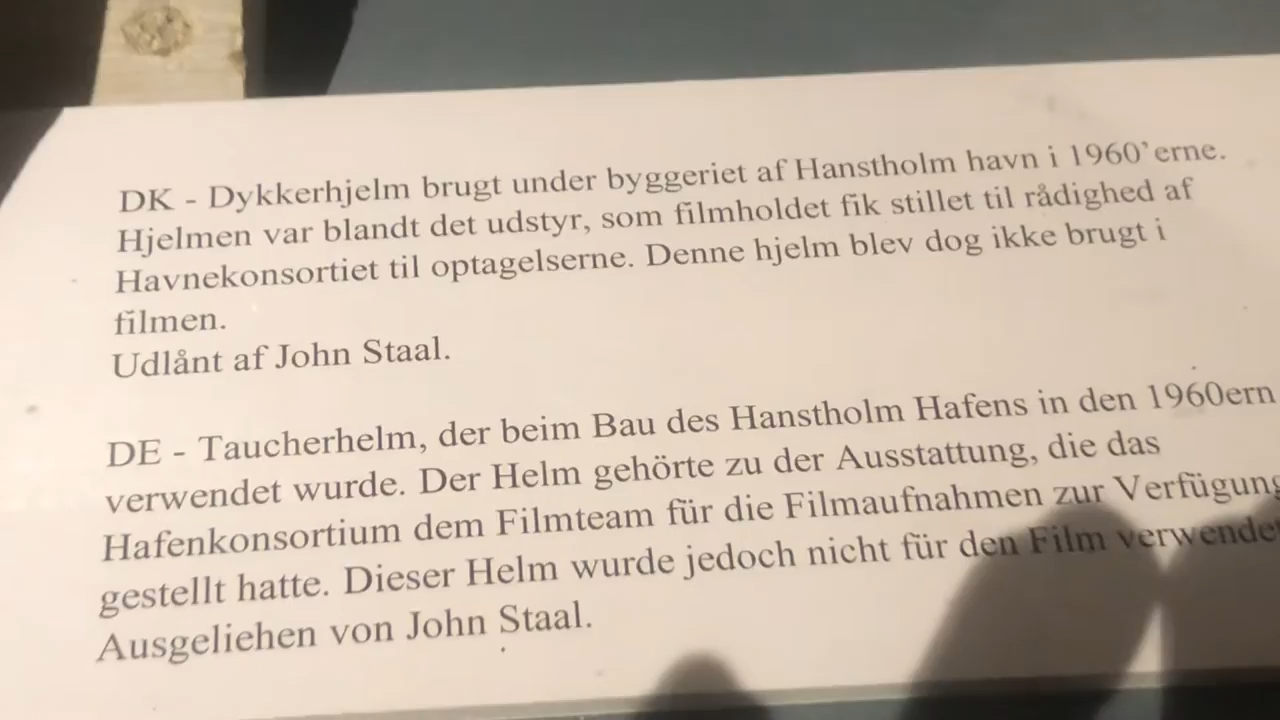 DK - Dykkerhjelm brugt under byggeriet af Hanstholm havn i 1960'erne.
Hjelmen var blandt det udstyr, som filmholdet fik stillet til rådighed af
Havnekonsortiet til optagelserne. Denne hjelm blev dog ikke brugt i
filmen.
Udlånt af John Staal.
DE - Taucherhelm, der beim Bau des Hanstholm Hafens in den 1960ern
verwendet wurde. Der Helm gehörte zu der Ausstattung, die das
Hafenkonsortium dem Filmteam für die Filmaufnahmen zur Verfügung
gestellt hatte. Dieser Helm wurde jedoch nicht für den Film verwendet
Ausgeliehen von John Staal.